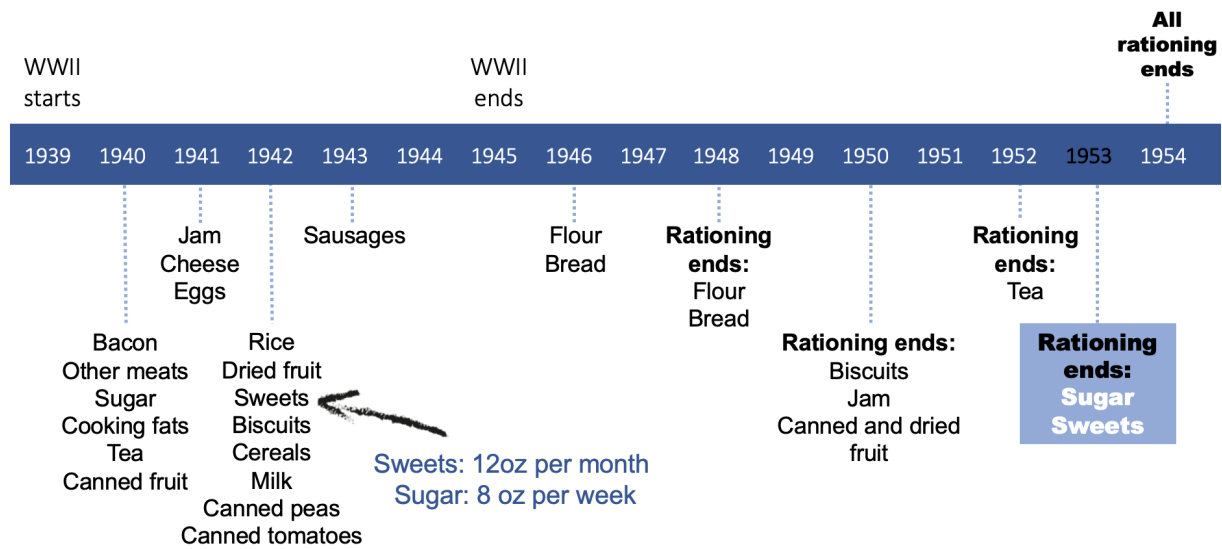 WWII
starts
WWII
ends
All
rationing
ends
1939 1940 1941 1942 1943 1944 1945 1946 1947 1948 1949 1950 1951 1952 1953 1954
Bacon
Other meats
Sugar
Cooking fats
Tea
Canned fruit
Jam
Cheese
Eggs
Rice
Dried fruit
Sweets
Biscuits
Cereals
Milk
Canned peas
Canned tomatoes
Sweets: 12oz per month
Sugar: 8 oz per week
Sausages
Flour
Bread
Rationing
ends:
Flour
Bread
Rationing ends:
Biscuits
Jam
Canned and dried
fruit
Rationing
ends:
Tea
Rationing
ends:
Sugar
Sweets